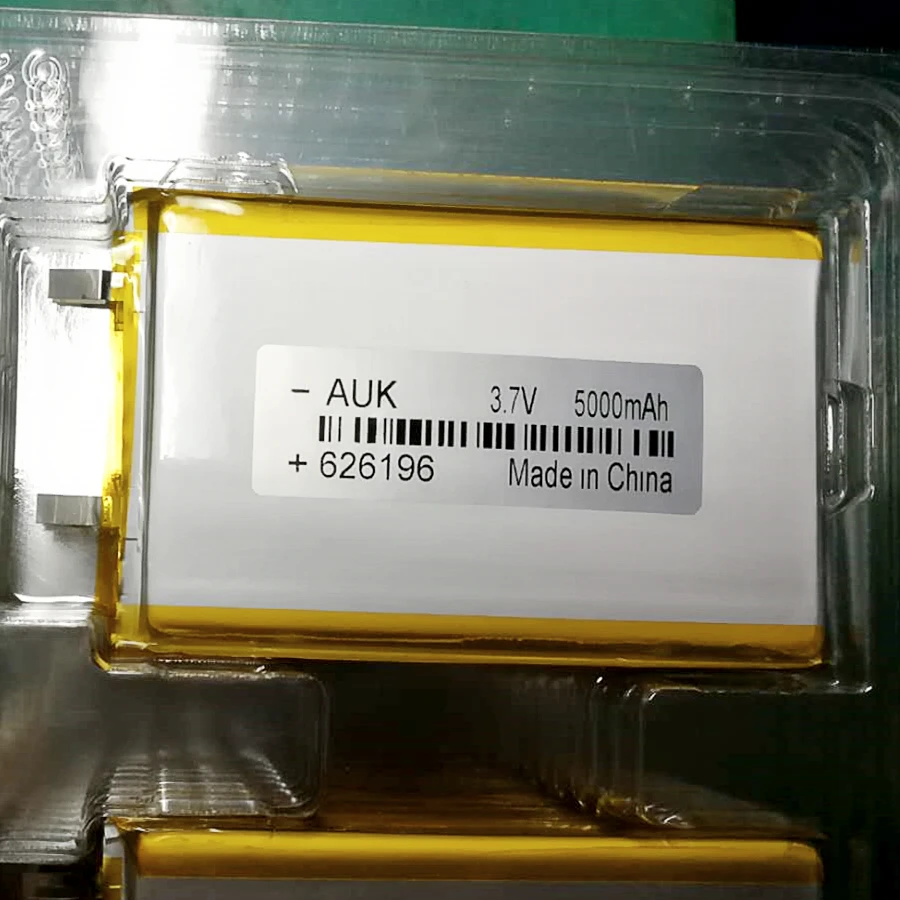 − AUK 3.7V 5000mAh
+ 626196 Made in China